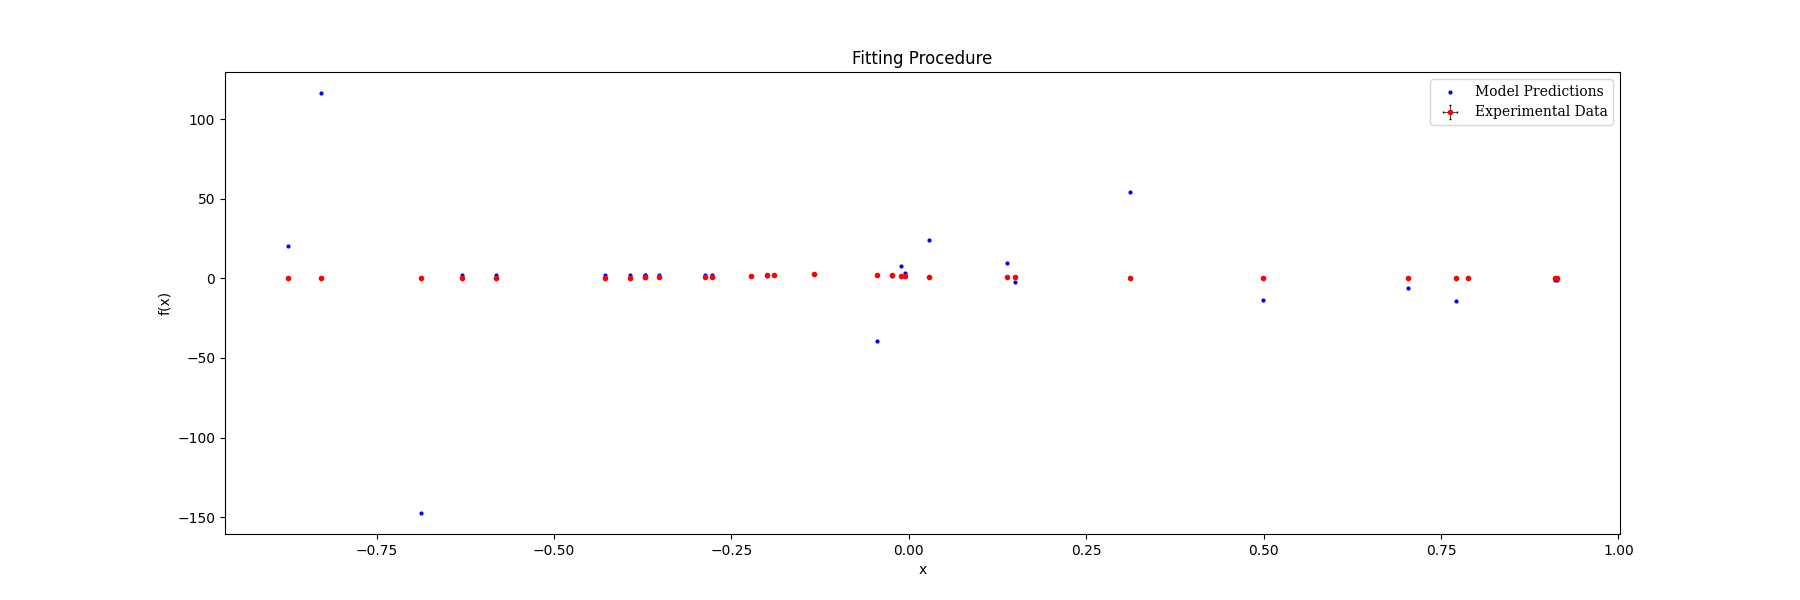 Fitting Procedure
Model Predictions
Experimental Data
100
50
0
−50
−100
−150
f(x)
−0.75 −0.50 −0.25 0.00 0.25 0.50 0.75 1.00
x